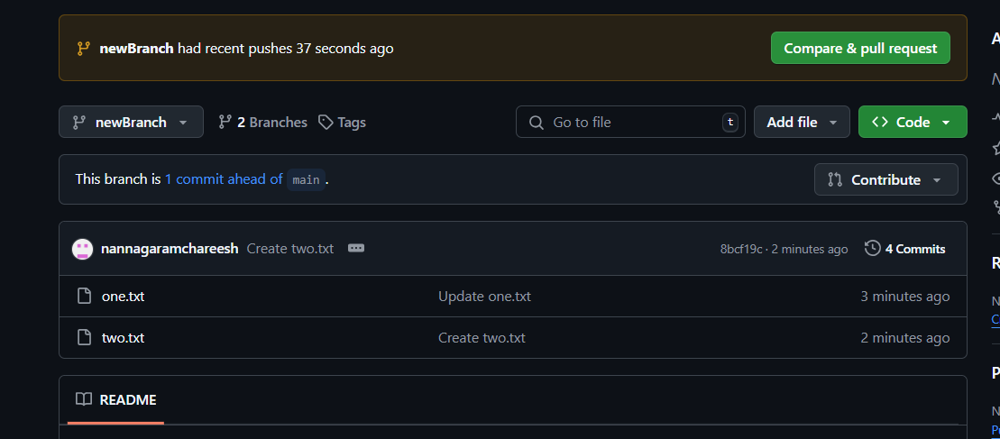 newBranch had recent pushes 37 seconds ago
Compare & pull request
newBranch
2 Branches
Tags
Go to file
t
Add file
Code
This branch is 1 commit ahead of main .
Contribute
nannagaramchareesh Create two.txt
8bcf19c · 2 minutes ago
4 Commits
one.txt
Update one.txt
3 minutes ago
two.txt
Create two.txt
2 minutes ago
README